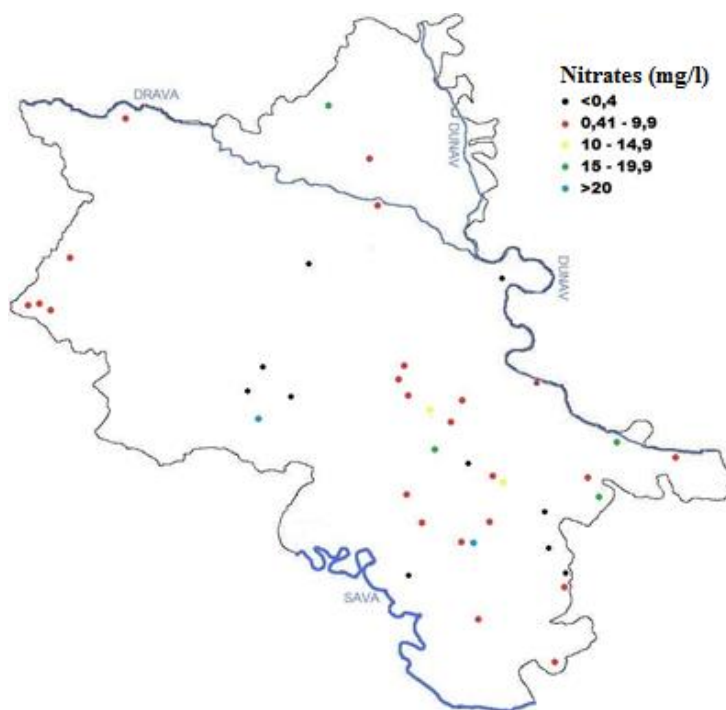 Nitrates (mg/l)
<0,4
0,41 - 9,9
10 - 14,9
15 - 19,9
>20
DRAVA
DUNAV
DUNAV
SAVA